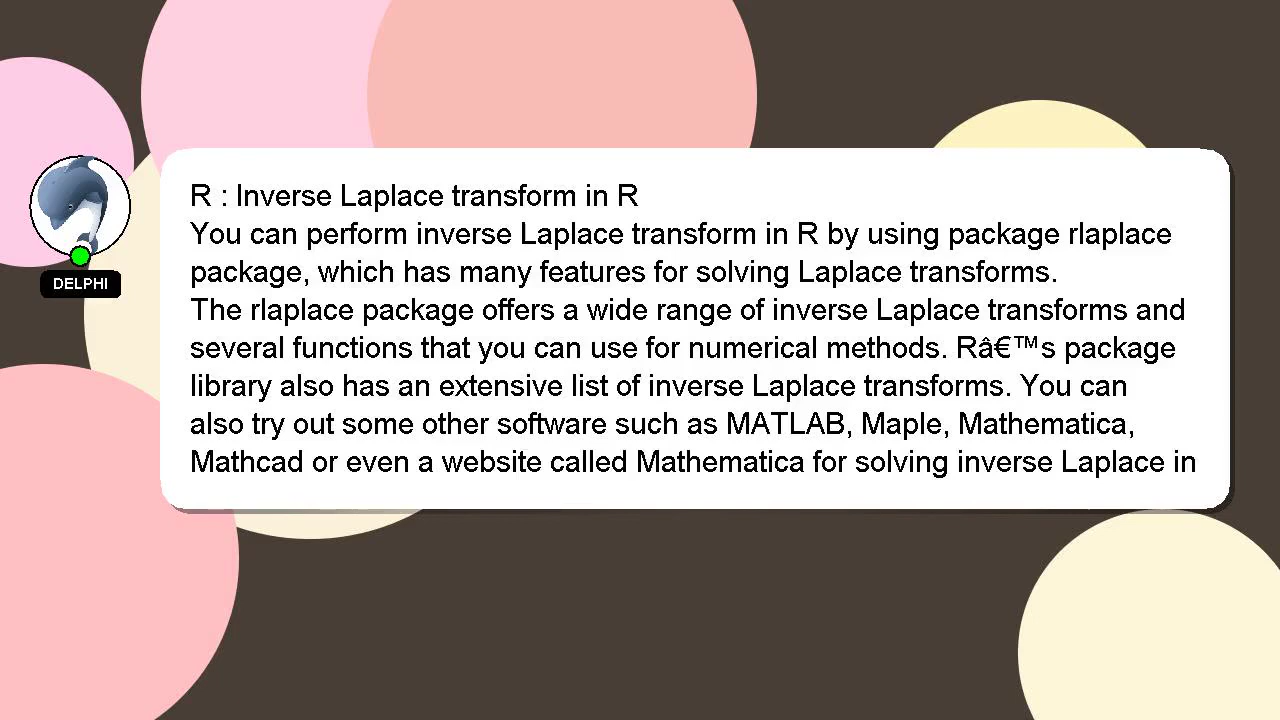 R : Inverse Laplace transform in R
You can perform inverse Laplace transform in R by using package rlaplace
package, which has many features for solving Laplace transforms.
The rlaplace package offers a wide range of inverse Laplace transforms and
several functions that you can use for numerical methods. Râ€™s package
library also has an extensive list of inverse Laplace transforms. You can
also try out some other software such as MATLAB, Maple, Mathematica,
Mathcad or even a website called Mathematica for solving inverse Laplace in
DELPHI